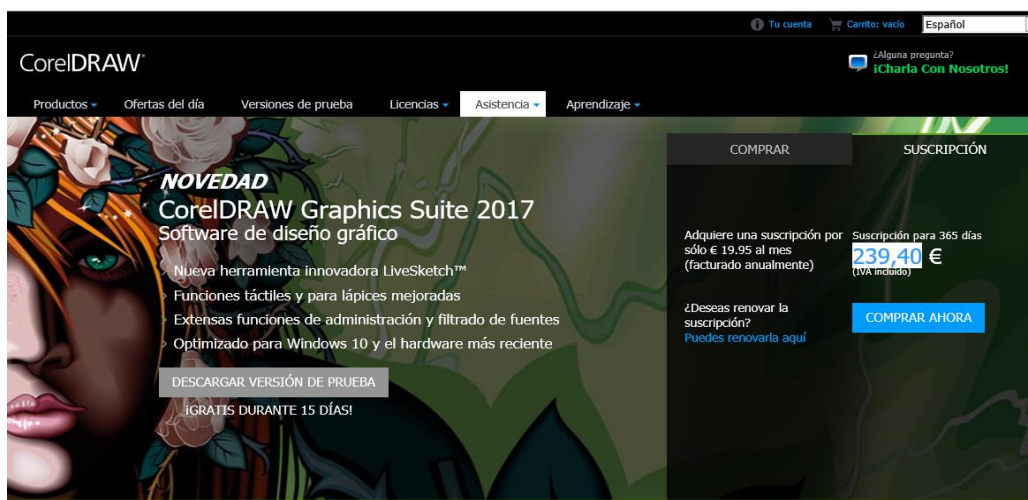 Tu cuenta
Carrito: vacío
Español
CorelDRAW®
¿Alguna pregunta?
¡Charla Con Nosotros!
Productos
Ofertas del día
Versiones de prueba
Licencias
Asistencia
Aprendizaje
NOVEDAD
CorelDRAW Graphics Suite 2017
Software de diseño gráfico
Nueva herramienta innovadora LiveSketch™
Funciones táctiles y para lápices mejoradas
Extensas funciones de administración y filtrado de fuentes
Optimizado para Windows 10 y el hardware más reciente
DESCARGAR VERSIÓN DE PRUEBA
¡GRATIS DURANTE 15 DÍAS!
COMPRAR
SUSCRIPCIÓN
Adquiere una suscripción por
sólo € 19.95 al mes
(facturado anualmente)
Suscripción para 365 días
239,40 €
(IVA incluido)
¿Deseas renovar la
suscripción?
Puedes renovarla aquí
COMPRAR AHORA